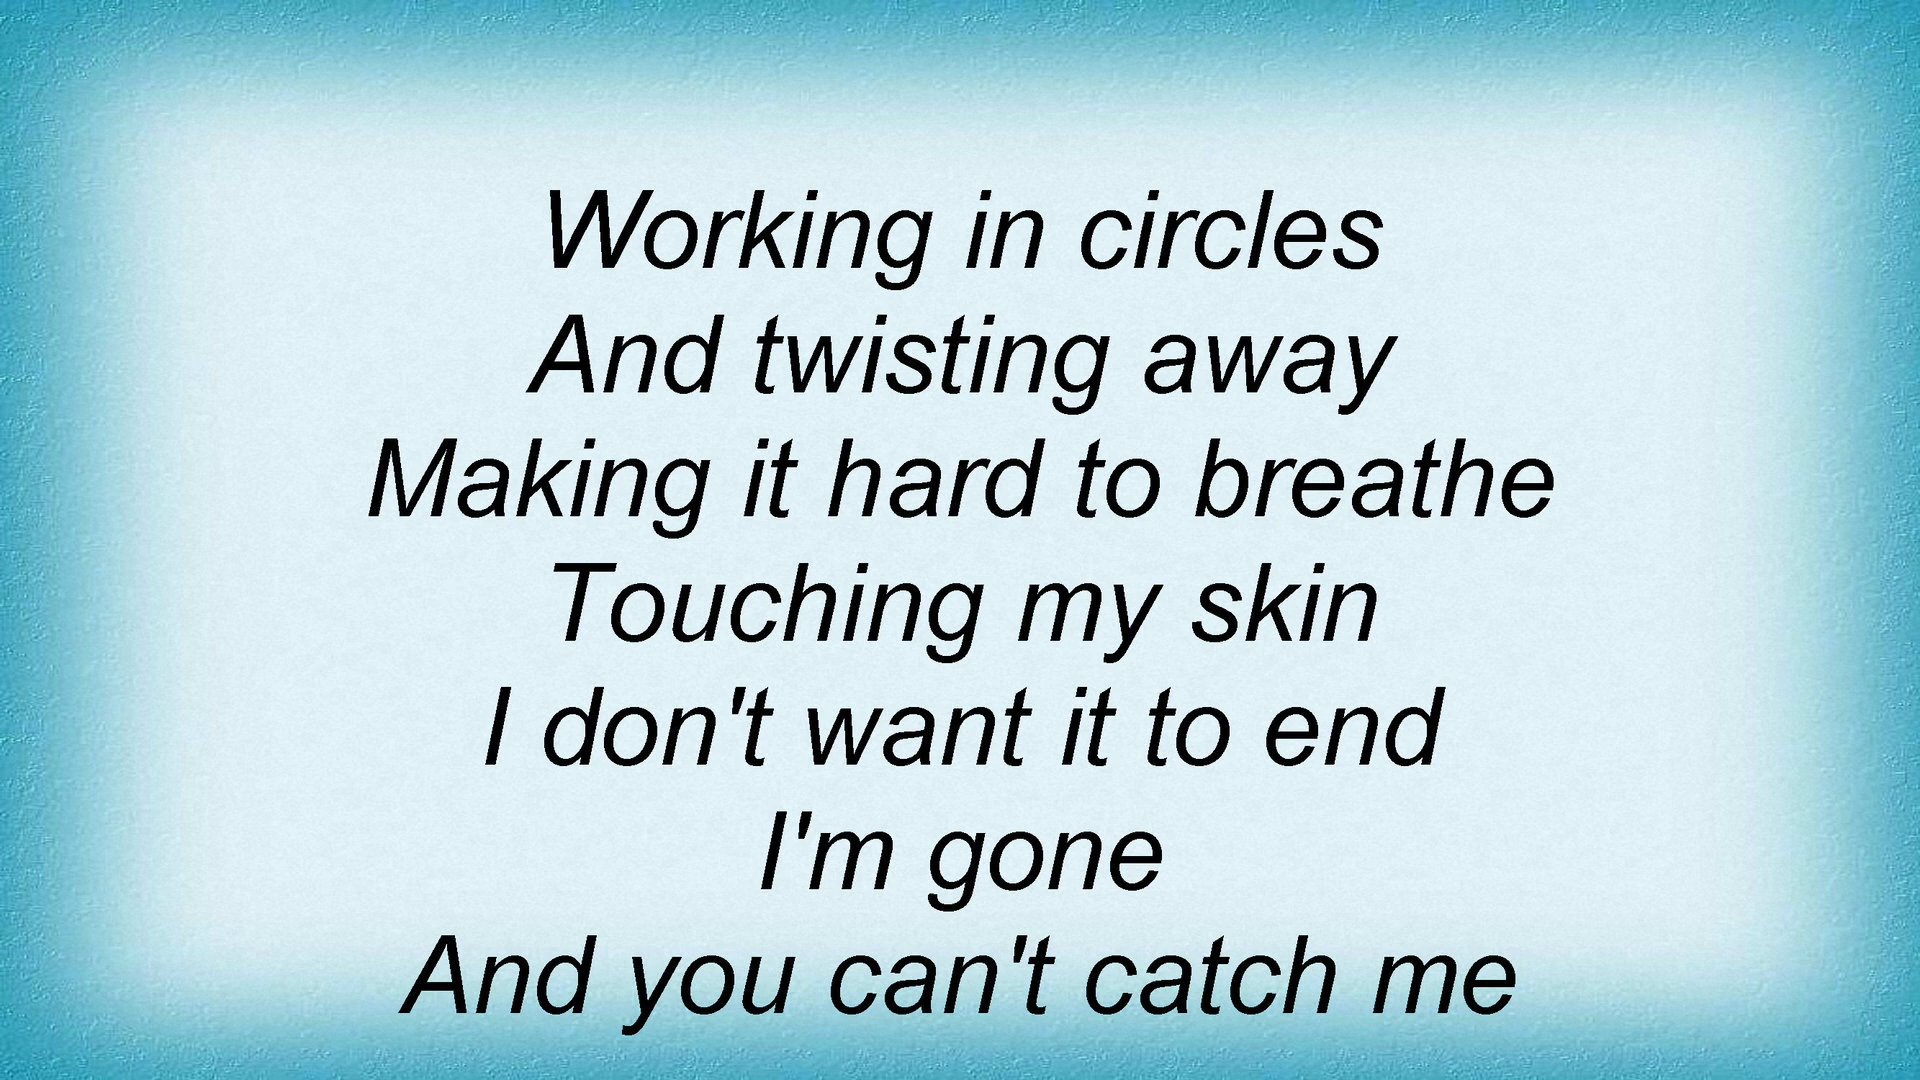 Working in circles
And twisting away
Making it hard to breathe
Touching my skin
I don't want it to end
I'm gone
And you can't catch me